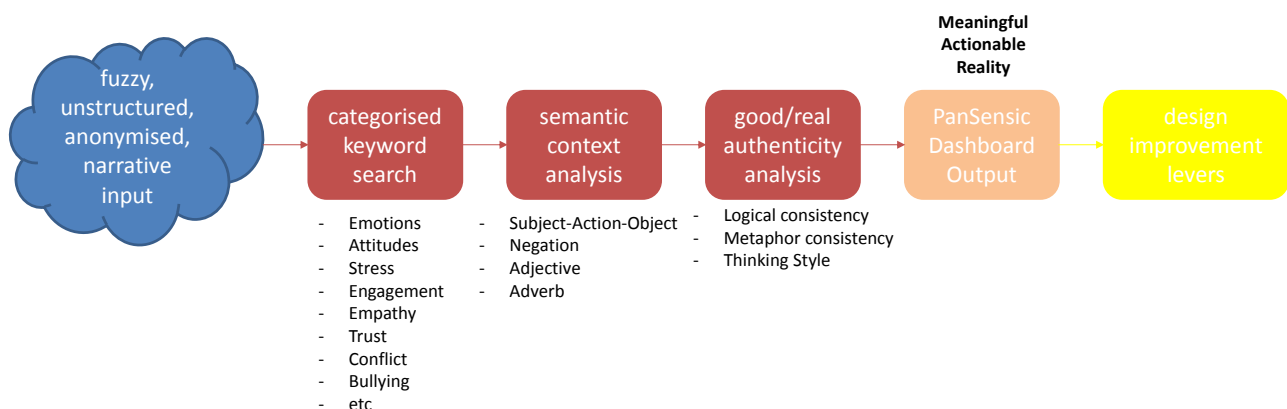 Meaningful
Actionable
Reality
fuzzy,
unstructured,
anonymised,
narrative
input
categorised
keyword
search
semantic
context
analysis
good/real
authenticity
analysis
PanSensic
Dashboard
Output
design
improvement
levers
- Emotions
- Attitudes
- Stress
- Engagement
- Empathy
- Trust
- Conflict
- Bullying
- etc
- Subject-Action-Object
- Negation
- Adjective
- Adverb
- Logical consistency
- Metaphor consistency
- Thinking Style